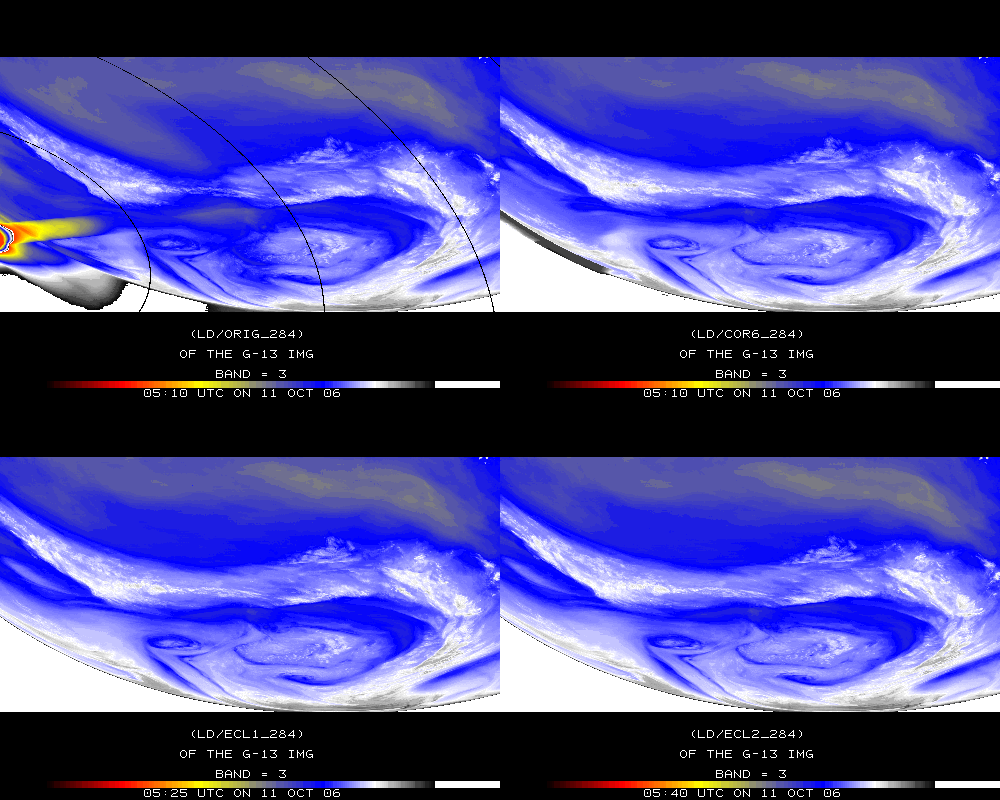 (LD/ORIG_284)
OF THE G-13 IMG
BAND = 3
05:10 UTC ON 11 OCT 06
(LD/COR6_284)
OF THE G-13 IMG
BAND = 3
05:10 UTC ON 11 OCT 06
(LD/ECL1_284)
OF THE G-13 IMG
BAND = 3
05:25 UTC ON 11 OCT 06
(LD/ECL2_284)
OF THE G-13 IMG
BAND = 3
05:40 UTC ON 11 OCT 06